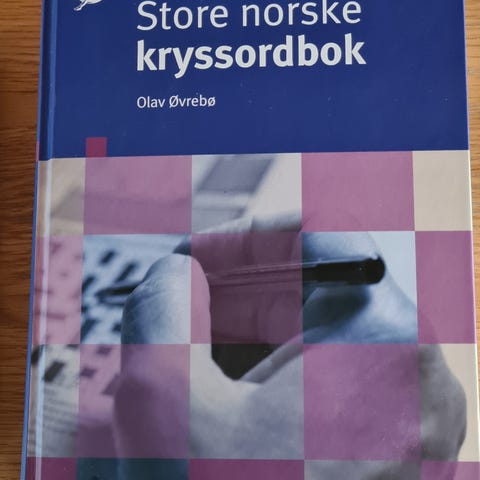 Store norske
kryssordbok
Olav Øvrebø